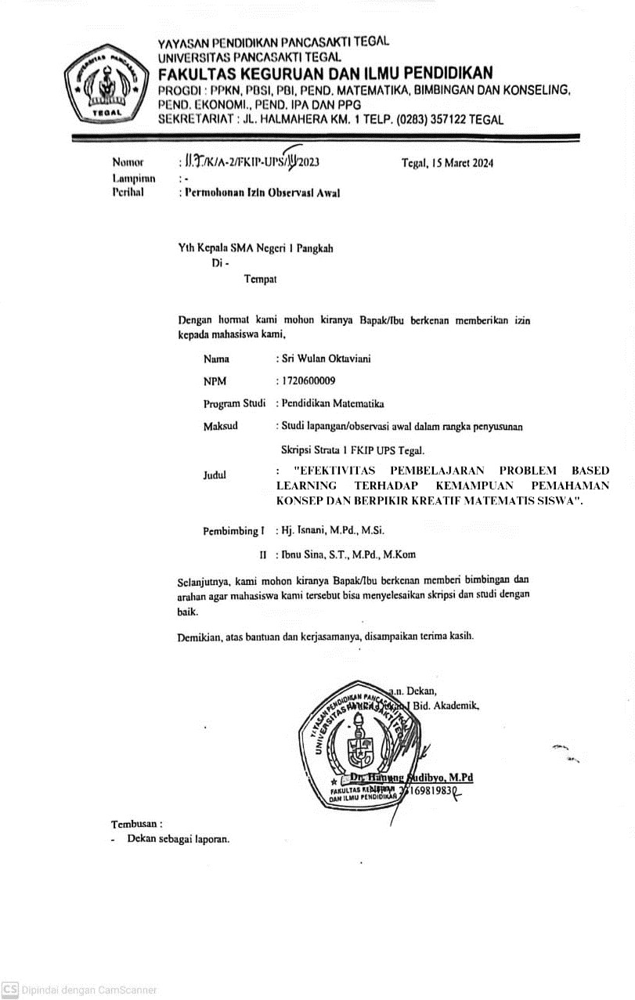 YAYASAN PENDIDIKAN PANCASAKTI TEGAL
UNIVERSITAS PANCASAKTI TEGAL
FAKULTAS KEGURUAN DAN ILMU PENDIDIKAN
PROGDI : PPKN, PBSI, PBI, PEND. MATEMATIKA, BIMBINGAN DAN KONSELING,
PEND. EKONOMI., PEND. IPA DAN PPG
SEKRETARIAT : JL. HALMAHERA KM. 1 TELP. (0283) 357122 TEGAL
UNIVERSITAS PANCASAKTI
TEGAL
Nomor : /K/A-2/FKIP-UPS/ /2023 Tegal, 15 Maret 2024
Lampiran : -
Perihal : Permohonan Izin Observasi Awal
Yth Kepala SMA Negeri 1 Pangkah
Di -
Tempat
Dengan hormat kami mohon kiranya Bapak/Ibu berkenan memberikan izin
kepada mahasiswa kami,
Nama : Sri Wulan Oktaviani
NPM : 1720600009
Program Studi : Pendidikan Matematika
Maksud : Studi lapangan/observasi awal dalam rangka penyusunan
Skripsi Strata 1 FKIP UPS Tegal.
Judul : "EFEKTIVITAS PEMBELAJARAN PROBLEM BASED
LEARNING TERHADAP KEMAMPUAN PEMAHAMAN
KONSEP DAN BERPIKIR KREATIF MATEMATIS SISWA".
Pembimbing I : Hj. Isnani, M.Pd., M.Si.
II : Ibnu Sina, S.T., M.Pd., M.Kom
Selanjutnya, kami mohon kiranya Bapak/Ibu berkenan memberi bimbingan dan
arahan agar mahasiswa kami tersebut bisa menyelesaikan skripsi dan studi dengan
baik.
Demikian, atas bantuan dan kerjasamanya, disampaikan terima kasih.
a.n. Dekan,
Wakil Dekan I Bid. Akademik,
YAYASAN PENDIDIKAN PANCASAKTI TEGAL
UNIVERSITAS PANCASAKTI TEGAL
Dr. Hanung Sudibyo, M.Pd
FAKULTAS KEGURUAN
DAN ILMU PENDIDIKAN
Tembusan :
- Dekan sebagai laporan.
CS Dipindai dengan CamScanner